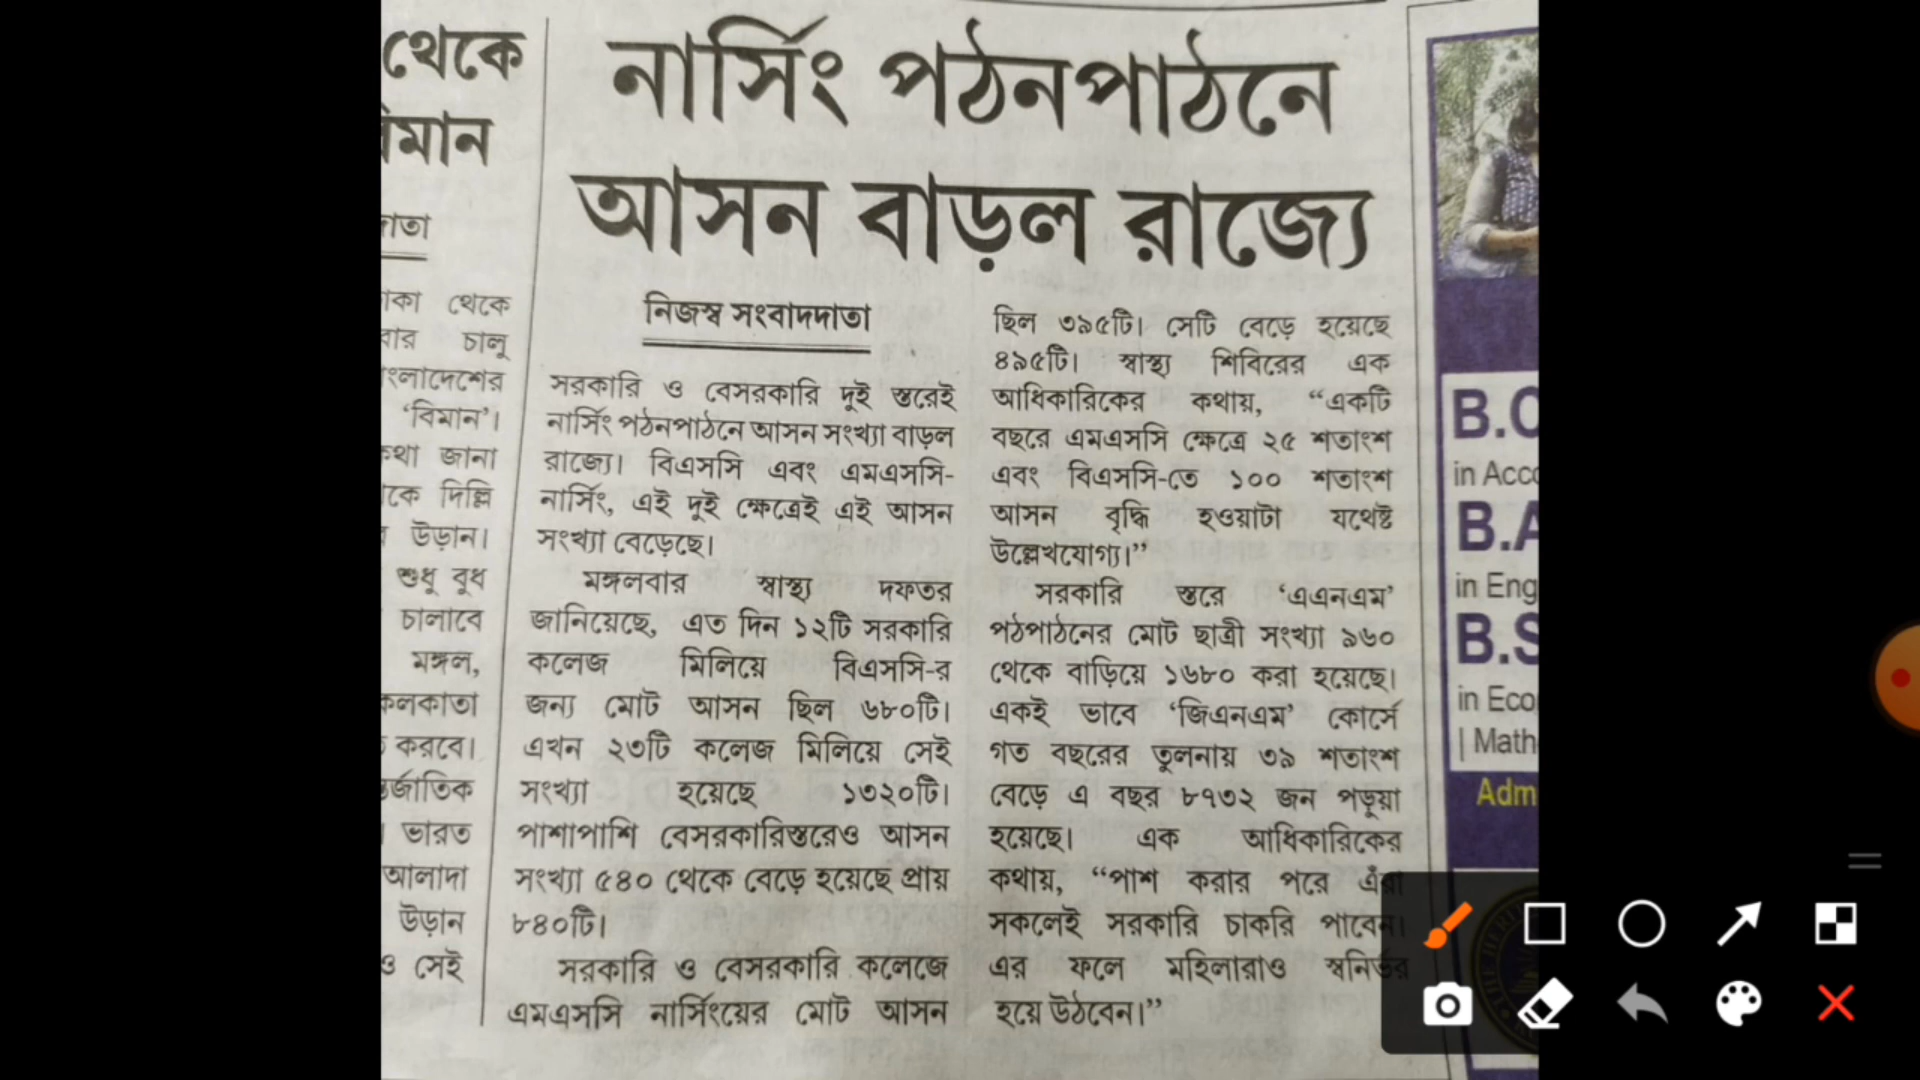 থেকে
বিমান
দাতা
থেকে
বার চালু
বাংলাদেশের
'বিমান'।
কথা জানা
থেকে দিল্লি
উড়ান।
শুধু বুধ
চালাবে
মঙ্গল,
কলকাতা
করবে।
ভারত
আলাদা
উড়ান
ও সেই
নার্সিং পঠনপাঠনে
আসন বাড়ল রাজ্যে
নিজস্ব সংবাদদাতা
সরকারি ও বেসরকারি দুই স্তরেই
নার্সিং পঠনপাঠনে আসন সংখ্যা বাড়ল
রাজ্যে। বিএসসি এবং এমএসসি-
নার্সিং, এই দুই ক্ষেত্রেই এই আসন
সংখ্যা বেড়েছে।
মঙ্গলবার স্বাস্থ্য দফতর
জানিয়েছে, এত দিন ১২টি সরকারি
কলেজ মিলিয়ে বিএসসি-র
জন্য মোট আসন ছিল ৬৮০টি।
এখন ২৩টি কলেজ মিলিয়ে সেই
সংখ্যা হয়েছে ১৩২০টি।
পাশাপাশি বেসরকারিস্তরেও আসন
সংখ্যা ৫৪০ থেকে বেড়ে হয়েছে প্রায়
৮৪০টি।
সরকারি ও বেসরকারি কলেজে
এমএসসি নার্সিংয়ের মোট আসন
ছিল ৩৯৫টি। সেটি বেড়ে হয়েছে
৪৯৫টি। স্বাস্থ্য শিবিরের এক
আধিকারিকের কথায়, "একটি
বছরে এমএসসি ক্ষেত্রে ২৫ শতাংশ
এবং বিএসসি-তে ১০০ শতাংশ
আসন বৃদ্ধি হওয়াটা যথেষ্ট
উল্লেখযোগ্য।"
সরকারি স্তরে 'এএনএম'
পঠপাঠনের মোট ছাত্রী সংখ্যা ৯৬০
থেকে বাড়িয়ে ১৬৮০ করা হয়েছে।
একই ভাবে 'জিএনএম' কোর্সে
গত বছরের তুলনায় ৩৯ শতাংশ
বেড়ে এ বছর ৮৭৩২ জন পড়ুয়া
হয়েছে। এক আধিকারিকের
কথায়, "পাশ করার পরে এঁরা
সকলেই সরকারি চাকরি পাবেন।
এর ফলে মহিলারাও স্বনির্ভর
হয়ে উঠবেন।"
B.
in Acc
B.A
in Eng
B.S
in Eco
| Math
Adm